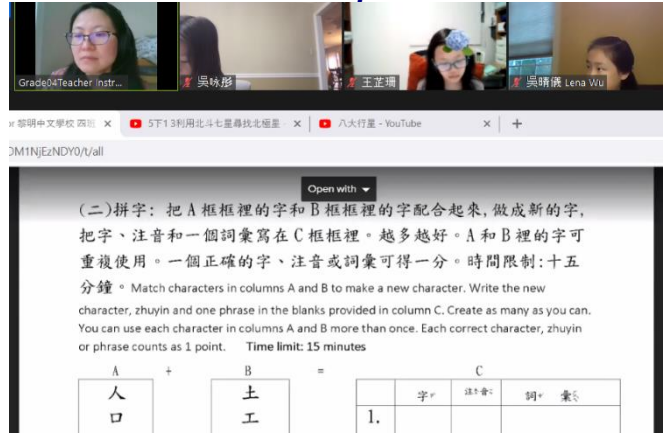 Grade04Teacher Instr...
吳咏彤
王芷珊
吳晴儀 Lena Wu
or 黎明中文學校 四班
5下1 3利用北斗七星尋找北極星
八大行星 - YouTube
DM1NjEzNDY0/t/all
Open with
(二)拼字: 把A框框裡的字和B框框裡的字配合起來,做成新的字,
把字、注音和一個詞彙寫在C框框裡。越多越好。A和B裡的字可
重複使用。一個正確的字、注音或詞彙可得一分。時間限制:十五
分鐘。Match characters in columns A and B to make a new character. Write the new
character, zhuyin and one phrase in the blanks provided in column C. Create as many as you can.
You can use each character in columns A and B more than once. Each correct character, zhuyin
or phrase counts as 1 point. Time limit: 15 minutes
A + B = C
字 注音 詞 彙
人 土
口 工 1.